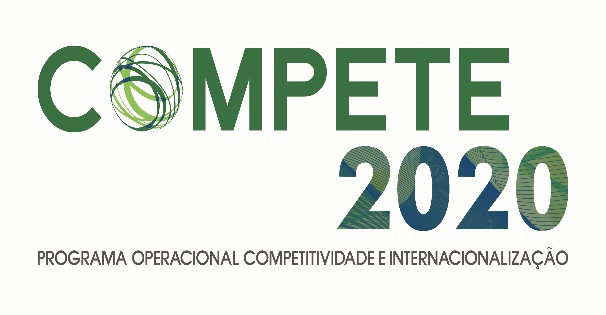 COMPETE
2020
PROGRAMA OPERACIONAL COMPETITIVIDADE E INTERNACIONALIZAÇÃO